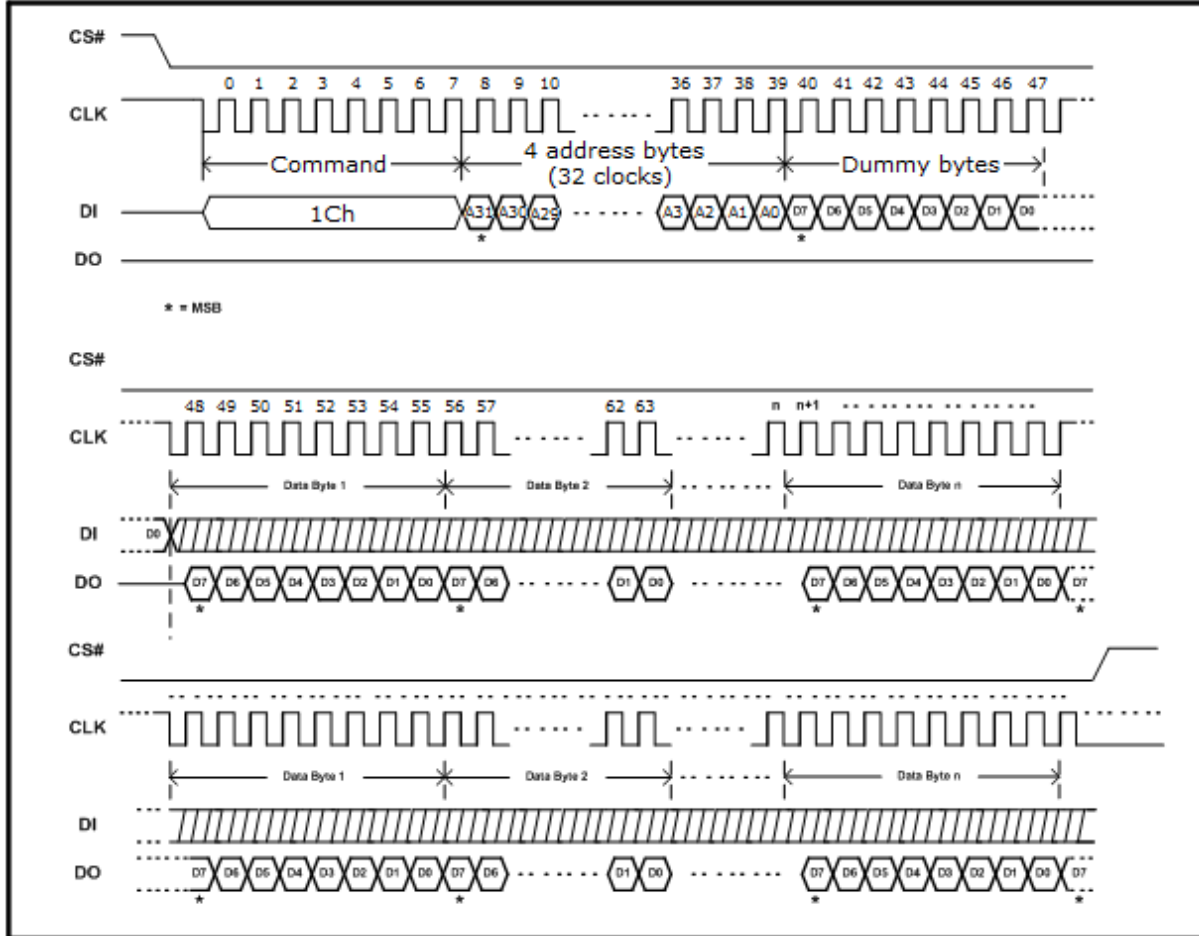 CS#
0 1 2 3 4 5 6 7 8 9 10 36 37 38 39 40 41 42 43 44 45 46 47
CLK
Command 4 address bytes (32 clocks) Dummy bytes
DI 1Ch A31 A30 A29 A3 A2 A1 A0 D7 D6 D5 D4 D3 D2 D1 D0
* *
DO
* = MSB
CS#
48 49 50 51 52 53 54 55 56 57 62 63 n n+1
CLK
Data Byte 1 Data Byte 2 Data Byte n
DI D0
DO D7 D6 D5 D4 D3 D2 D1 D0 D7 D6 D1 D0 D7 D6 D5 D4 D3 D2 D1 D0 D7
* * * *
CS#
CLK
Data Byte 1 Data Byte 2 Data Byte n
DI
DO D7 D6 D5 D4 D3 D2 D1 D0 D7 D6 D1 D0 D7 D6 D5 D4 D3 D2 D1 D0 D7
* * * *